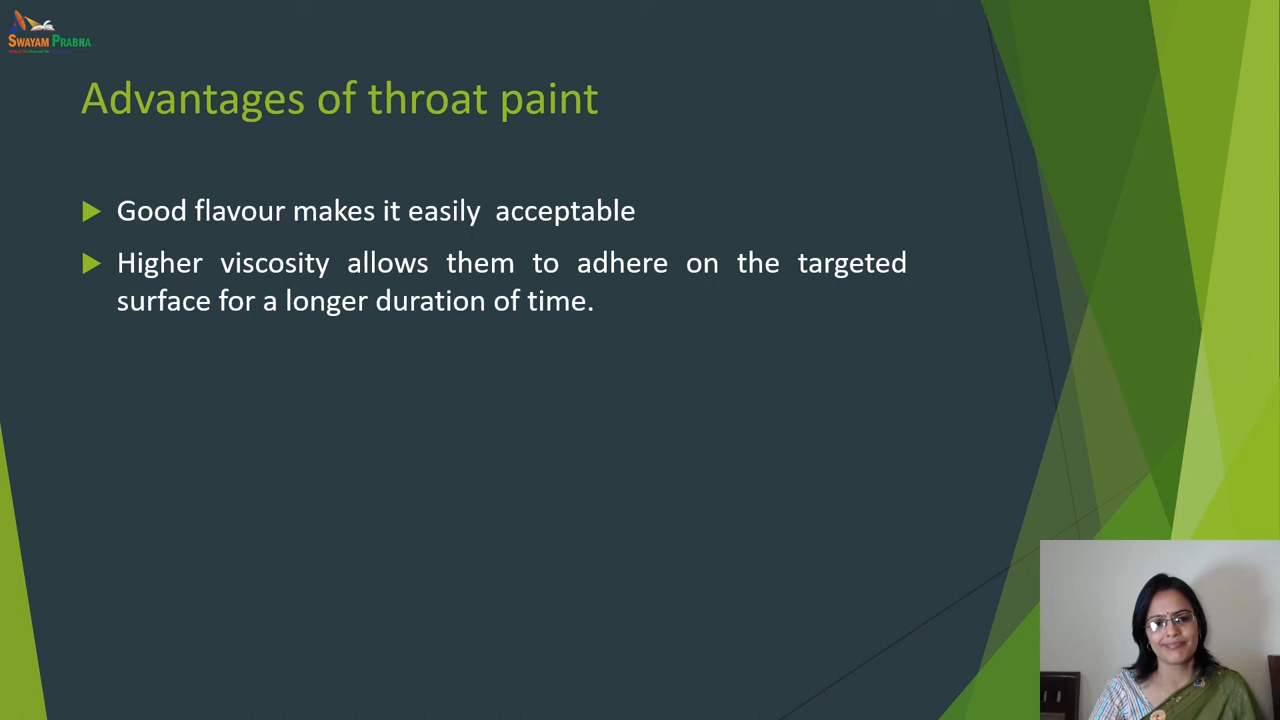 SWAYAM PRABHA
Advantages of throat paint
Good flavour makes it easily acceptable
Higher viscosity allows them to adhere on the targeted
surface for a longer duration of time.